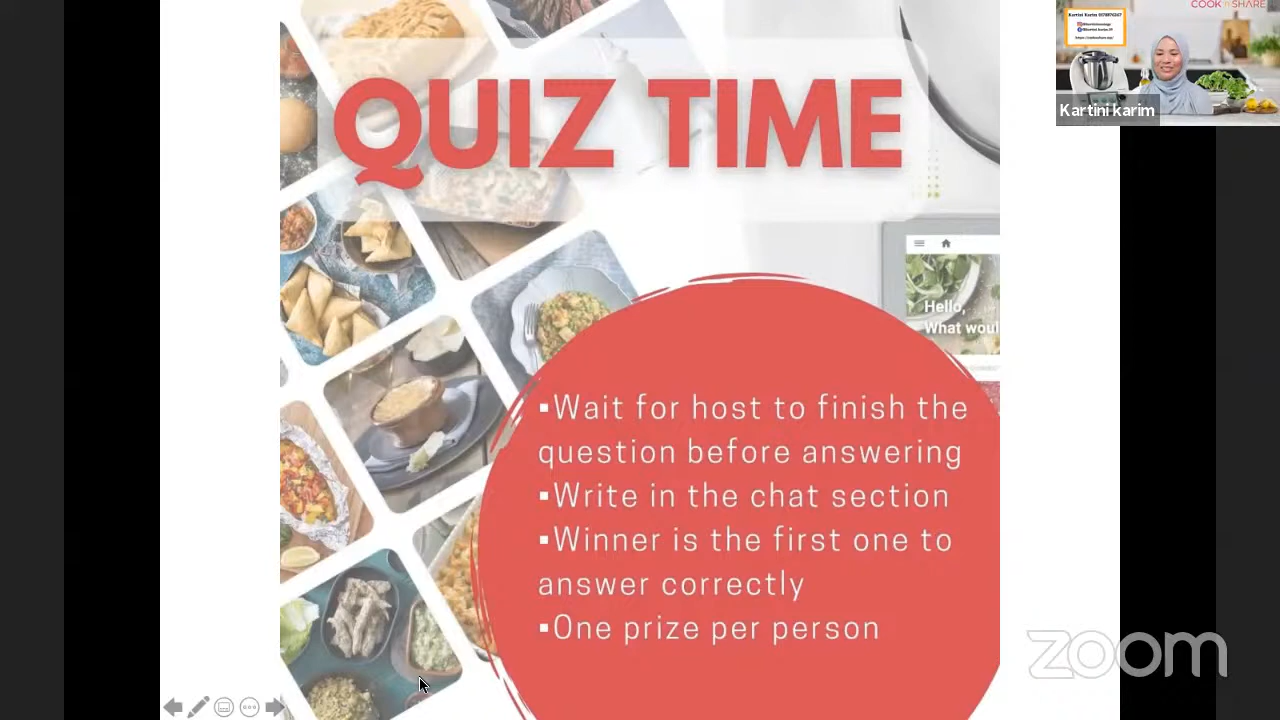 QUIZ TIME
Hello,
What woul
▪Wait for host to finish the
question before answering
▪Write in the chat section
▪Winner is the first one to
answer correctly
▪One prize per person
COOK'n'SHARE
Kartini karim
zoom